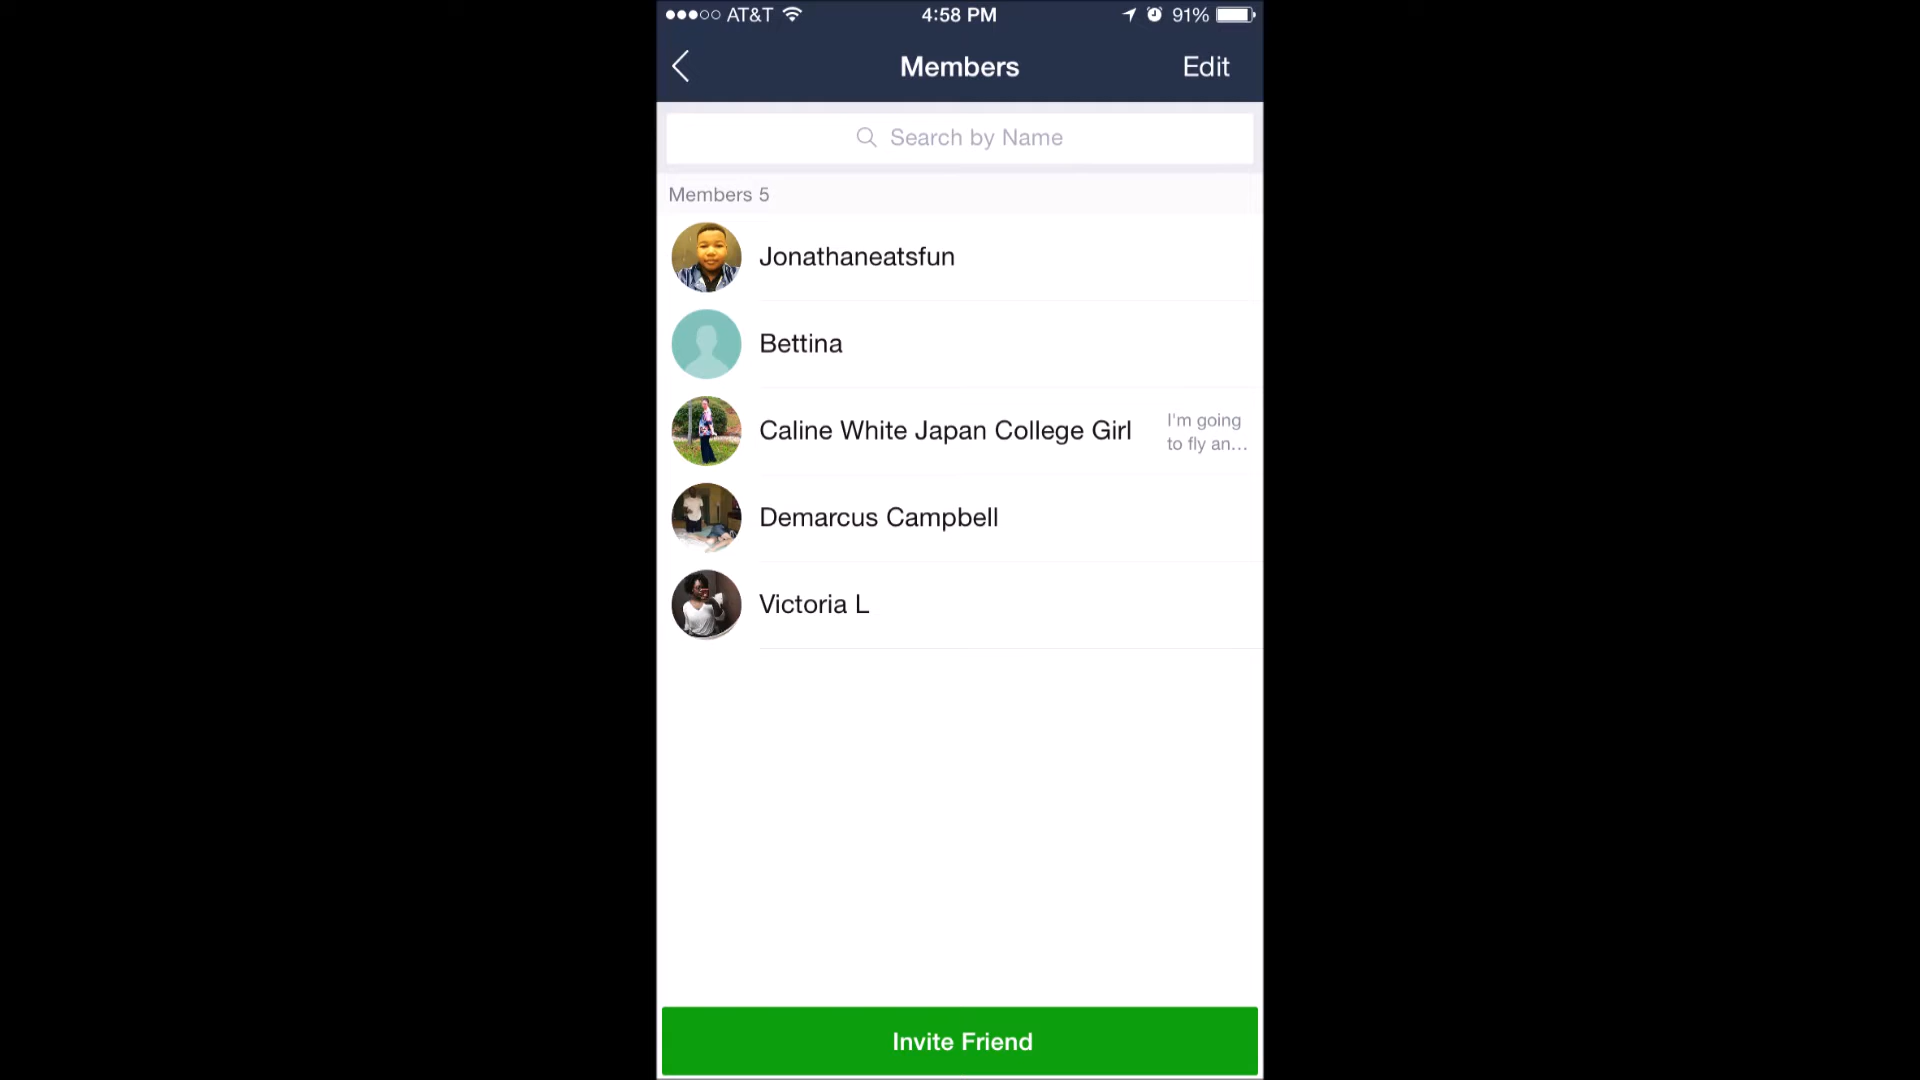 AT&T 4:58 PM 91%
Members Edit
Search by Name
Members 5
Jonathaneatsfun
Bettina
Caline White Japan College Girl
I'm going
to fly an...
Demarcus Campbell
Victoria L
Invite Friend